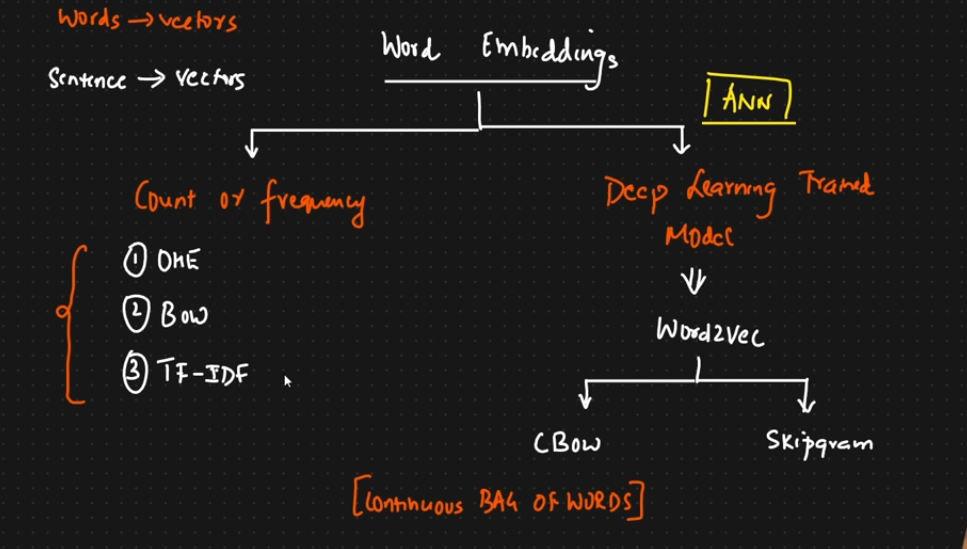 Words → vectors
Sentence → vectors
Word Embeddings
ANN
Count or frequency
① OHE
② BOW
③ TF-IDF
Deep Learning Trained
Model
Word2Vec
CBOW
Skipgram
[Continuous BAG OF WORDS]